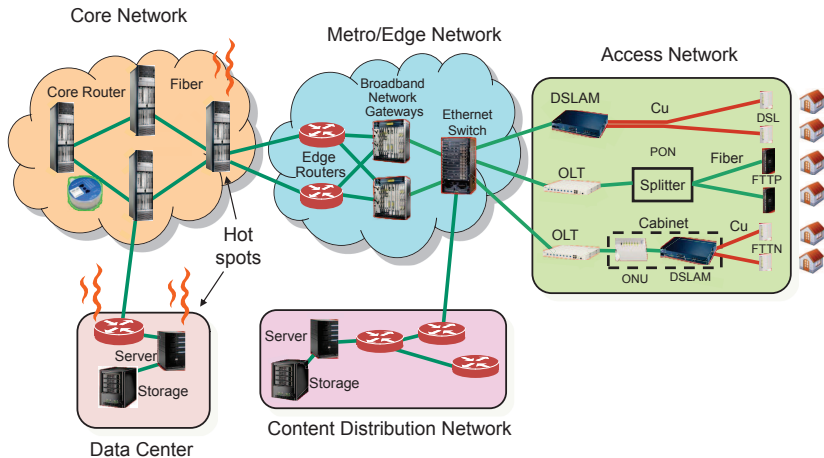 Core Network
Metro/Edge Network
Access Network
Core Router
Fiber
Broadband
Network
Gateways
Ethernet
Switch
Edge
Routers
DSLAM
Cu
DSL
OLT
PON
Splitter
Fiber
FTTP
OLT
Cabinet
Cu
FTTN
ONU
DSLAM
Hot
spots
Server
Storage
Data Center
Server
Storage
Content Distribution Network